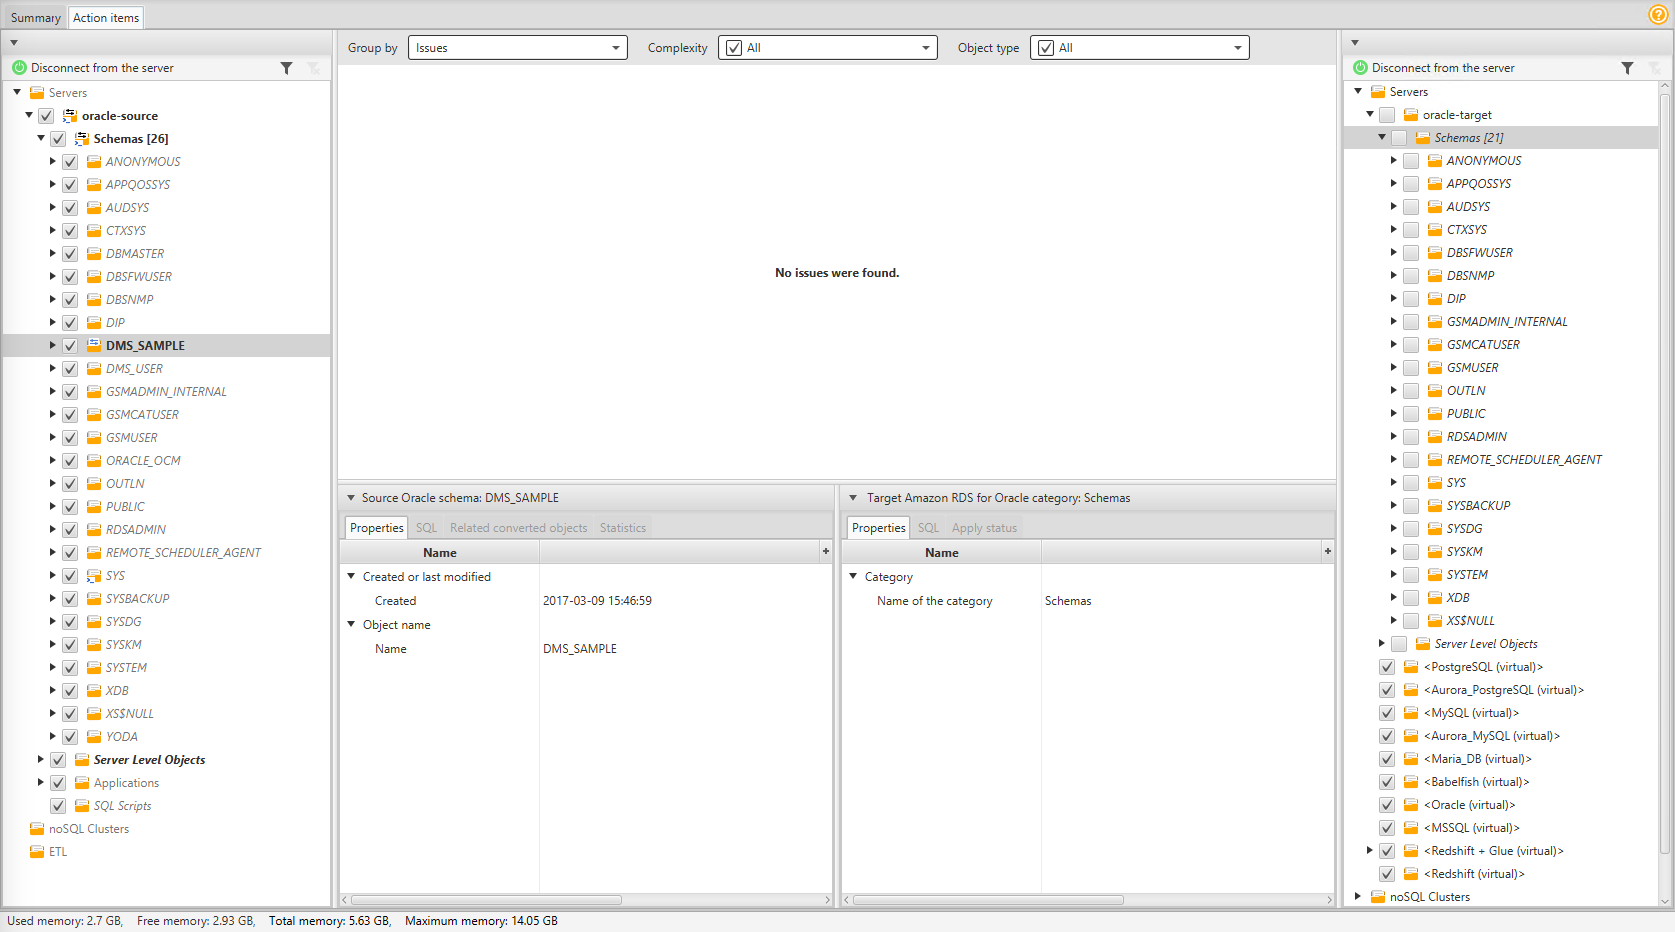 Summary
Action items
Disconnect from the server
Servers
oracle-source
Schemas [26]
ANONYMOUS
APPQOSSYS
AUDSYS
CTXSYS
DBMASTER
DBSFWUSER
DBSNMP
DIP
DMS_SAMPLE
DMS_USER
GSMADMIN_INTERNAL
GSMCATUSER
GSMUSER
ORACLE_OCM
OUTLN
PUBLIC
RDSADMIN
REMOTE_SCHEDULER_AGENT
SYS
SYSBACKUP
SYSDG
SYSKM
SYSTEM
XDB
XS$NULL
YODA
Server Level Objects
Applications
SQL Scripts
noSQL Clusters
ETL
Group by Issues Complexity All Object type All
No issues were found.
Source Oracle schema: DMS_SAMPLE
Properties SQL Related converted objects Statistics
Name +
Created or last modified
Created 2017-03-09 15:46:59
Object name
Name DMS_SAMPLE
Target Amazon RDS for Oracle category: Schemas
Properties SQL Apply status
Name +
Category
Name of the category Schemas
?
Disconnect from the server
Servers
oracle-target
Schemas [21]
ANONYMOUS
APPQOSSYS
AUDSYS
CTXSYS
DBSFWUSER
DBSNMP
DIP
GSMADMIN_INTERNAL
GSMCATUSER
GSMUSER
OUTLN
PUBLIC
RDSADMIN
REMOTE_SCHEDULER_AGENT
SYS
SYSBACKUP
SYSDG
SYSKM
SYSTEM
XDB
XS$NULL
Server Level Objects
<PostgreSQL (virtual)>
<Aurora_PostgreSQL (virtual)>
<MySQL (virtual)>
<Aurora_MySQL (virtual)>
<Maria_DB (virtual)>
<Babelfish (virtual)>
<Oracle (virtual)>
<MSSQL (virtual)>
<Redshift + Glue (virtual)>
<Redshift (virtual)>
noSQL Clusters
Used memory: 2.7 GB, Free memory: 2.93 GB, Total memory: 5.63 GB, Maximum memory: 14.05 GB